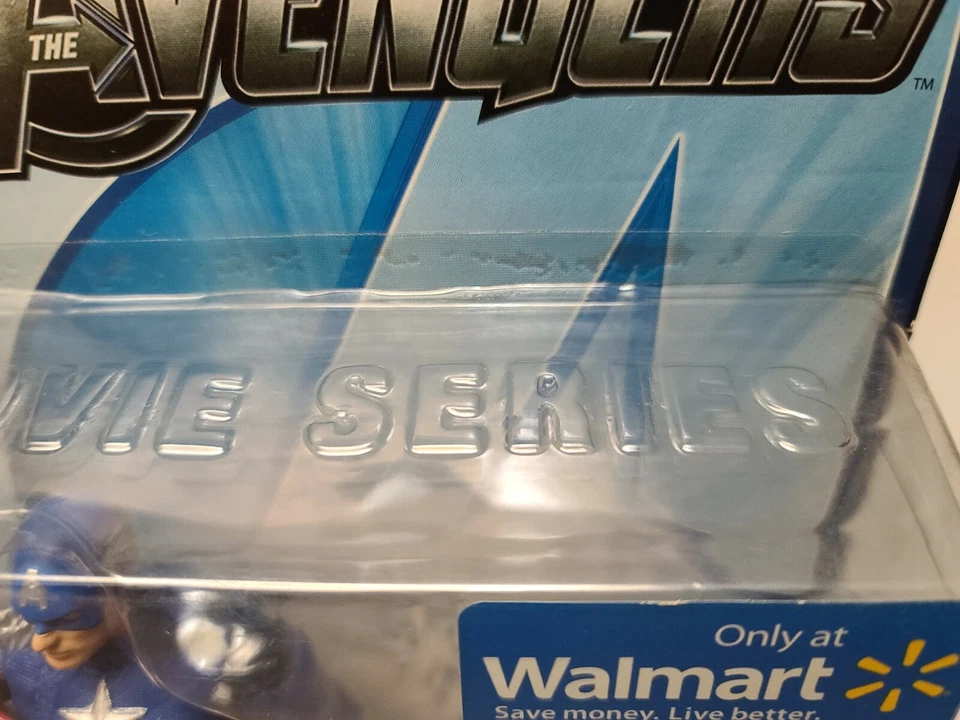 THE
AVENGERS
TM
VIE SERIES
A
Only at
Walmart
Save money. Live better.